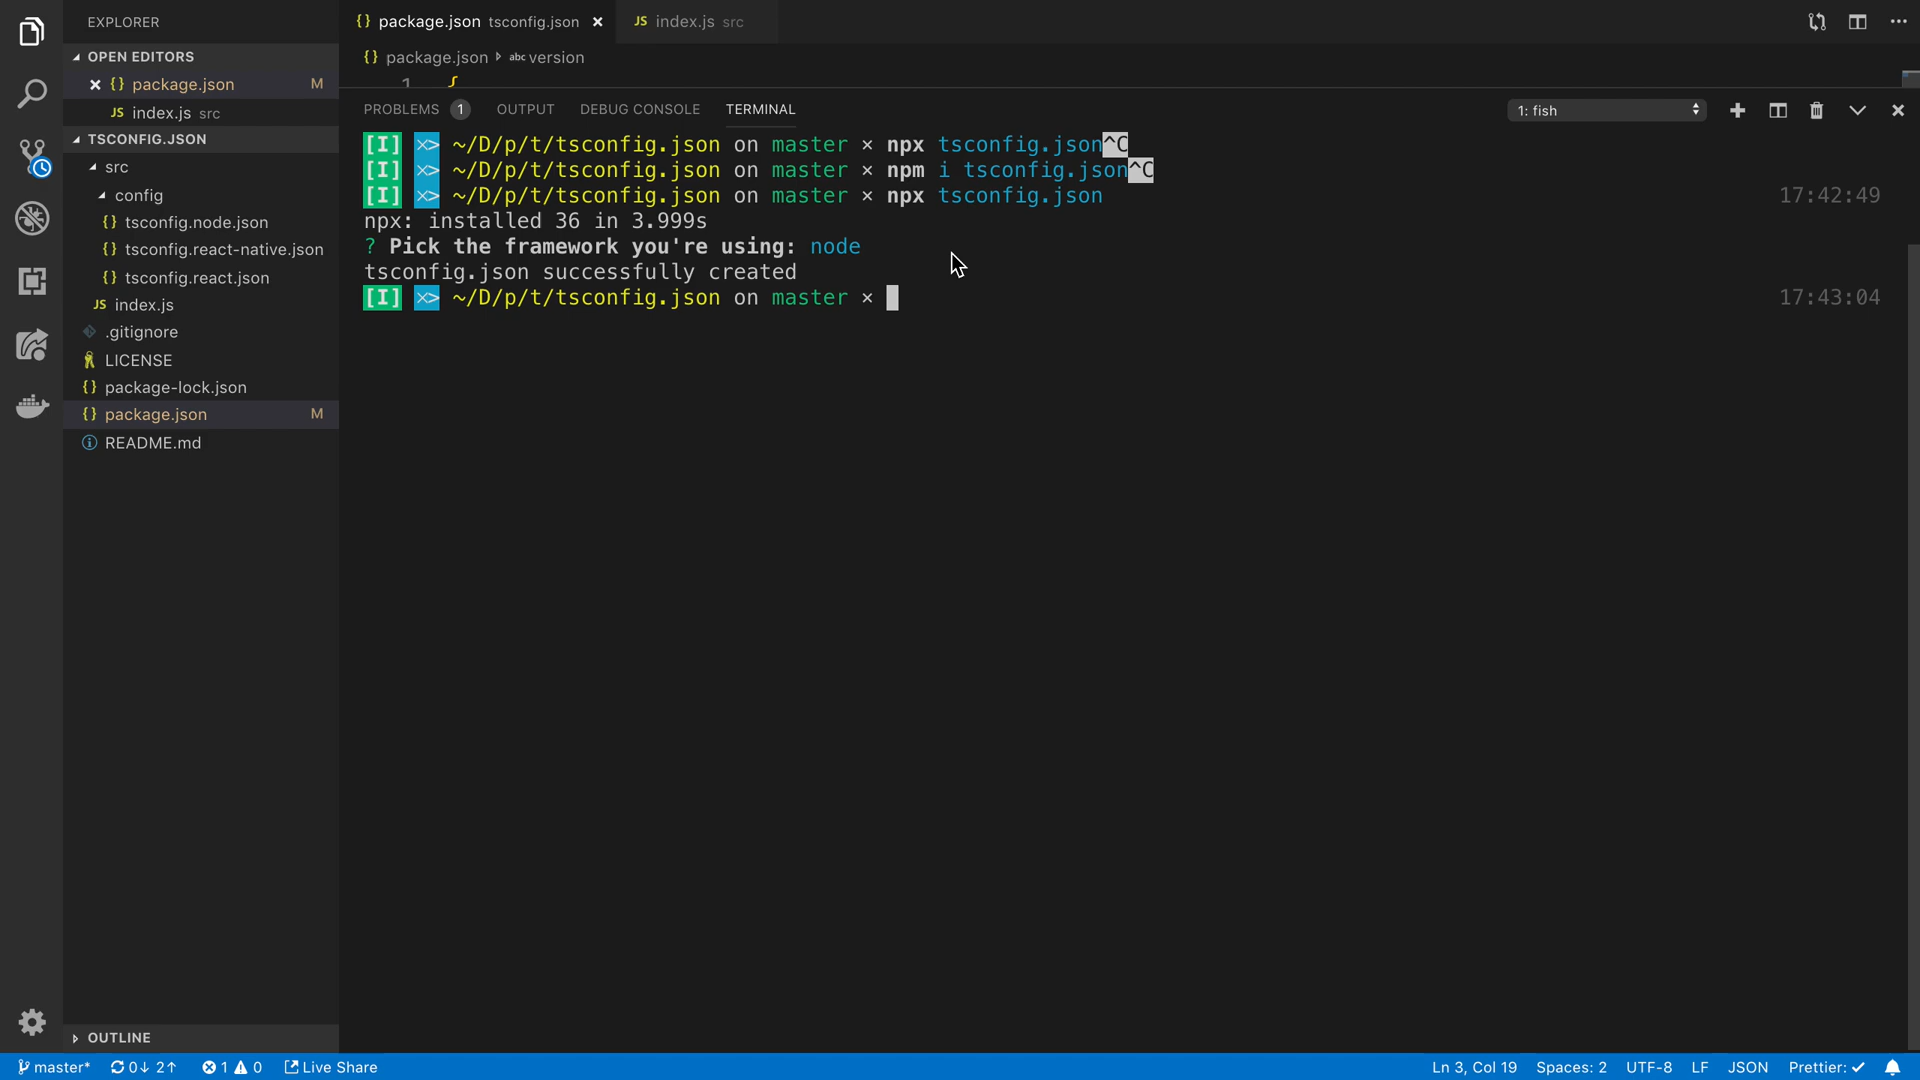 EXPLORER
OPEN EDITORS
package.json M
JS index.js src
TSCONFIG.JSON
src
config
{} tsconfig.node.json
{} tsconfig.react-native.json
{} tsconfig.react.json
JS index.js
.gitignore
LICENSE
{} package-lock.json
{} package.json M
README.md
OUTLINE
{} package.json tsconfig.json
JS index.js src
{} package.json abc version
1 {
PROBLEMS 1 OUTPUT DEBUG CONSOLE TERMINAL 1: fish
[I] ⋊> ~/D/p/t/tsconfig.json on master × npx tsconfig.json^C
[I] ⋊> ~/D/p/t/tsconfig.json on master × npm i tsconfig.json^C
[I] ⋊> ~/D/p/t/tsconfig.json on master × npx tsconfig.json 17:42:49
npx: installed 36 in 3.999s
? Pick the framework you're using: node
tsconfig.json successfully created
[I] ⋊> ~/D/p/t/tsconfig.json on master × 17:43:04
master* 0↓ 2↑ 1 0 Live Share Ln 3, Col 19 Spaces: 2 UTF-8 LF JSON Prettier: ✓